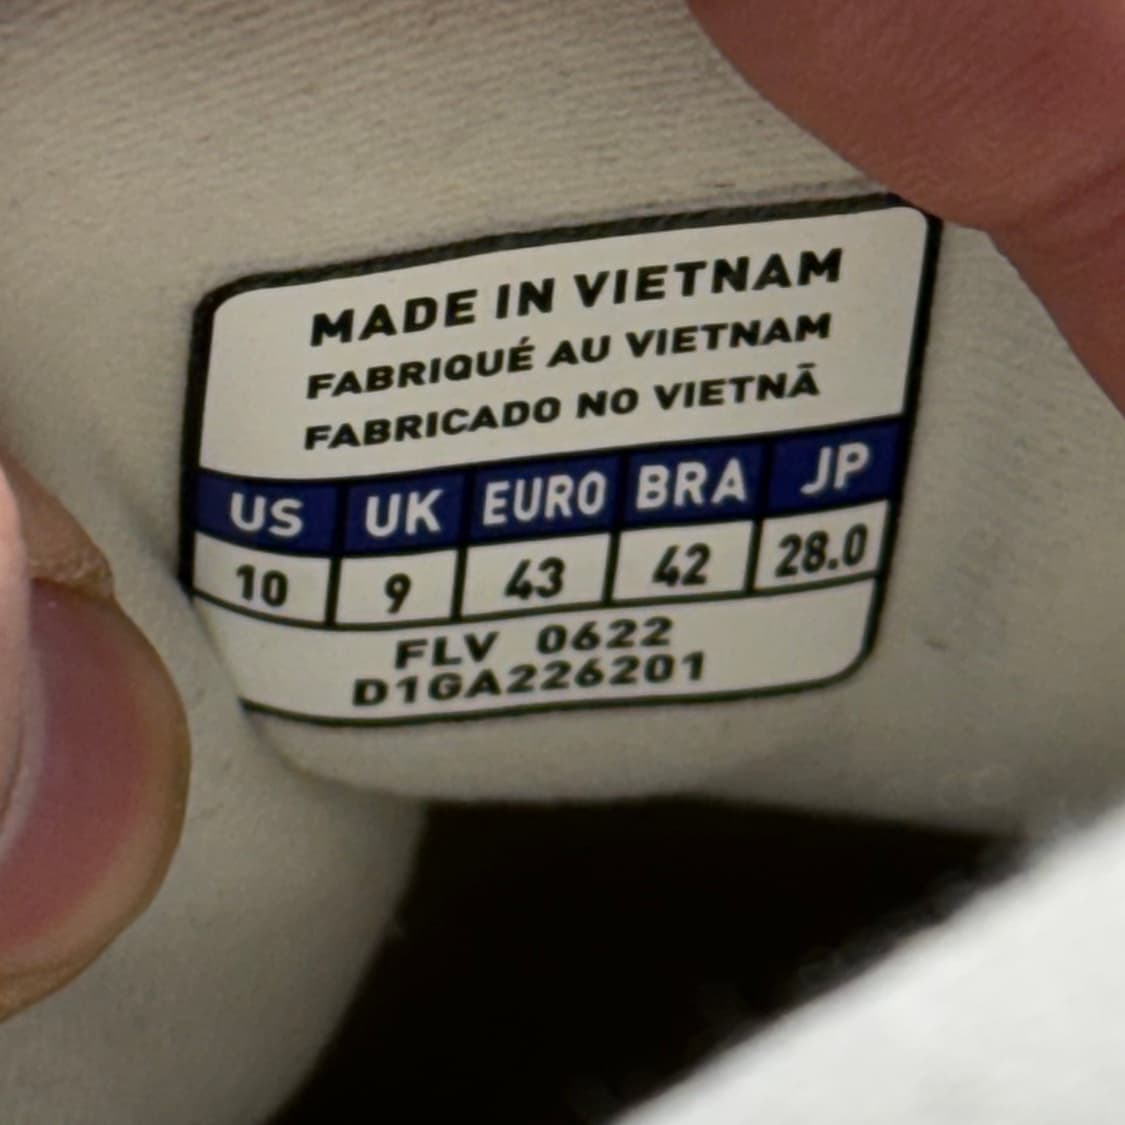 MADE IN VIETNAM
FABRIQUÉ AU VIETNAM
FABRICADO NO VIETNÃ
US UK EURO BRA JP
10 9 43 42 28.0
FLV 0622
D1GA226201